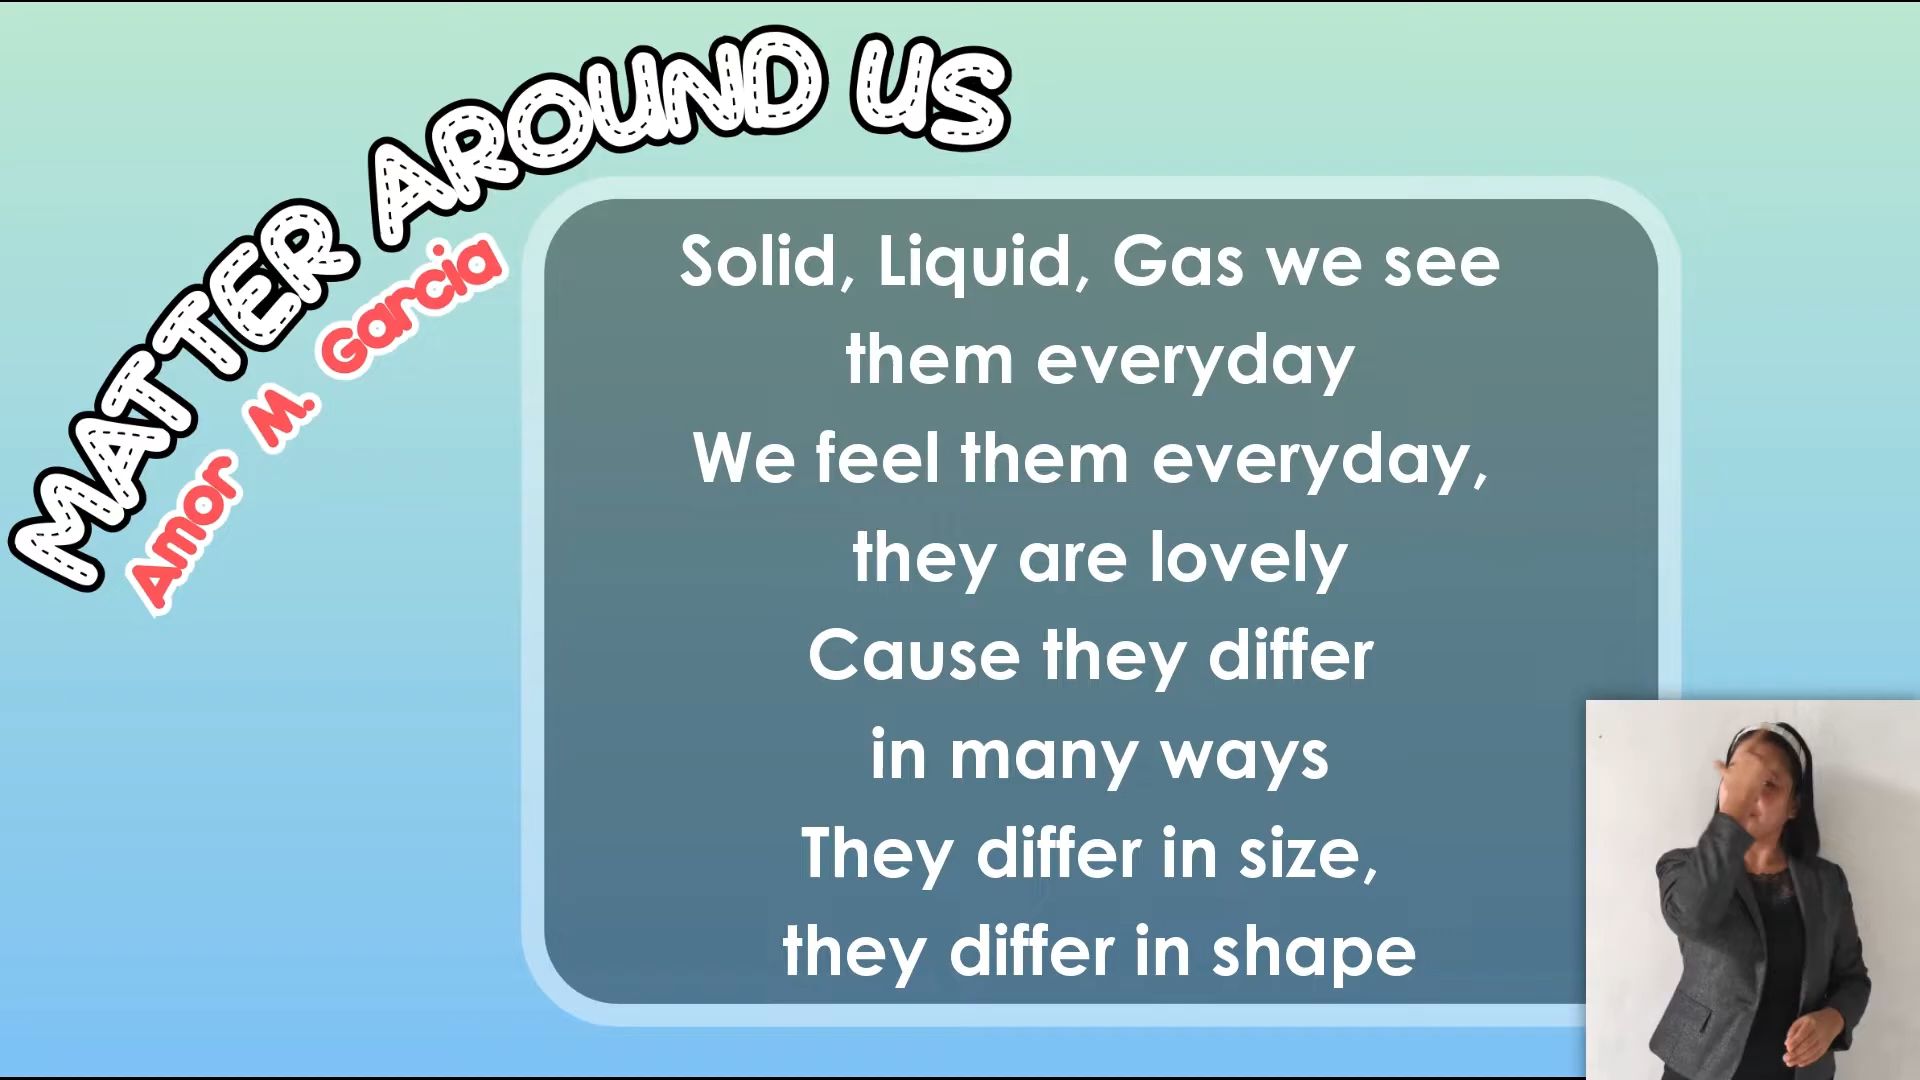 MATTER AROUND US
Amor M. Garcia
Solid, Liquid, Gas we see
them everyday
We feel them everyday,
they are lovely
Cause they differ
in many ways
They differ in size,
they differ in shape